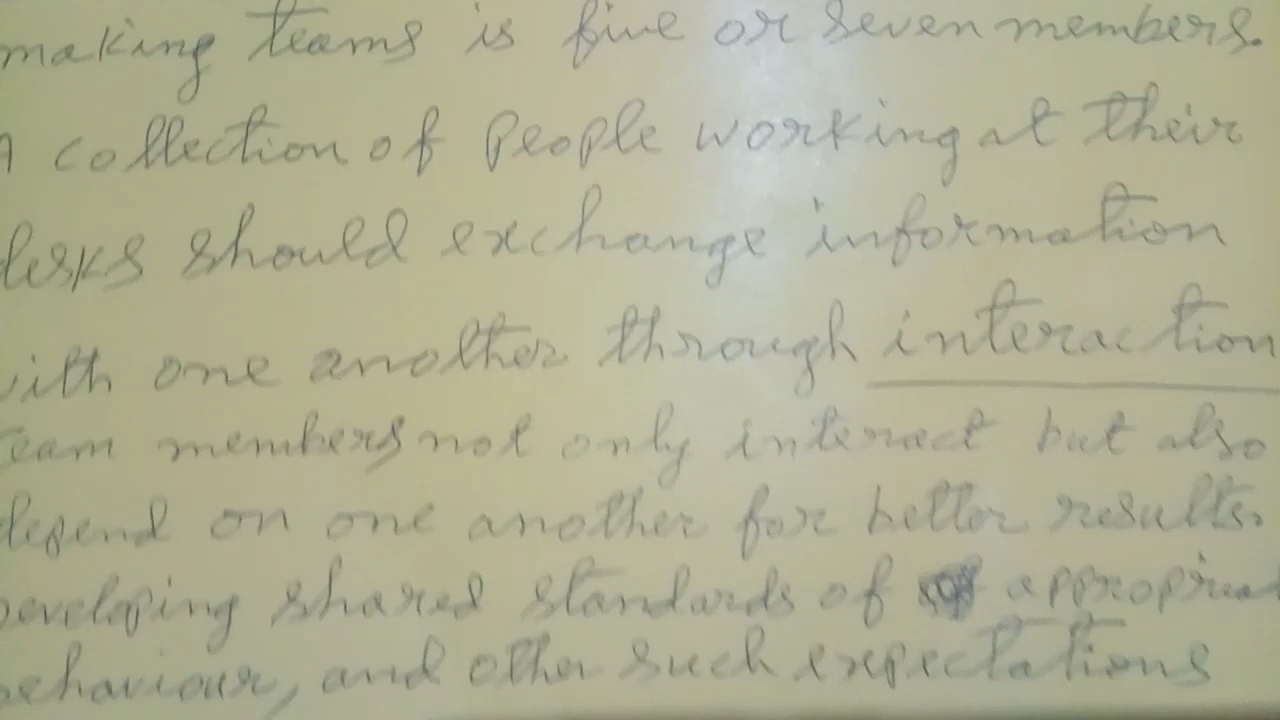 making teams is five or seven members.
A collection of People working at their
desks should exchange information
with one another through interaction
Team members not only interact but also
depend on one another for better results.
Developing shared standards of appropriat
behaviour, and other such expectations